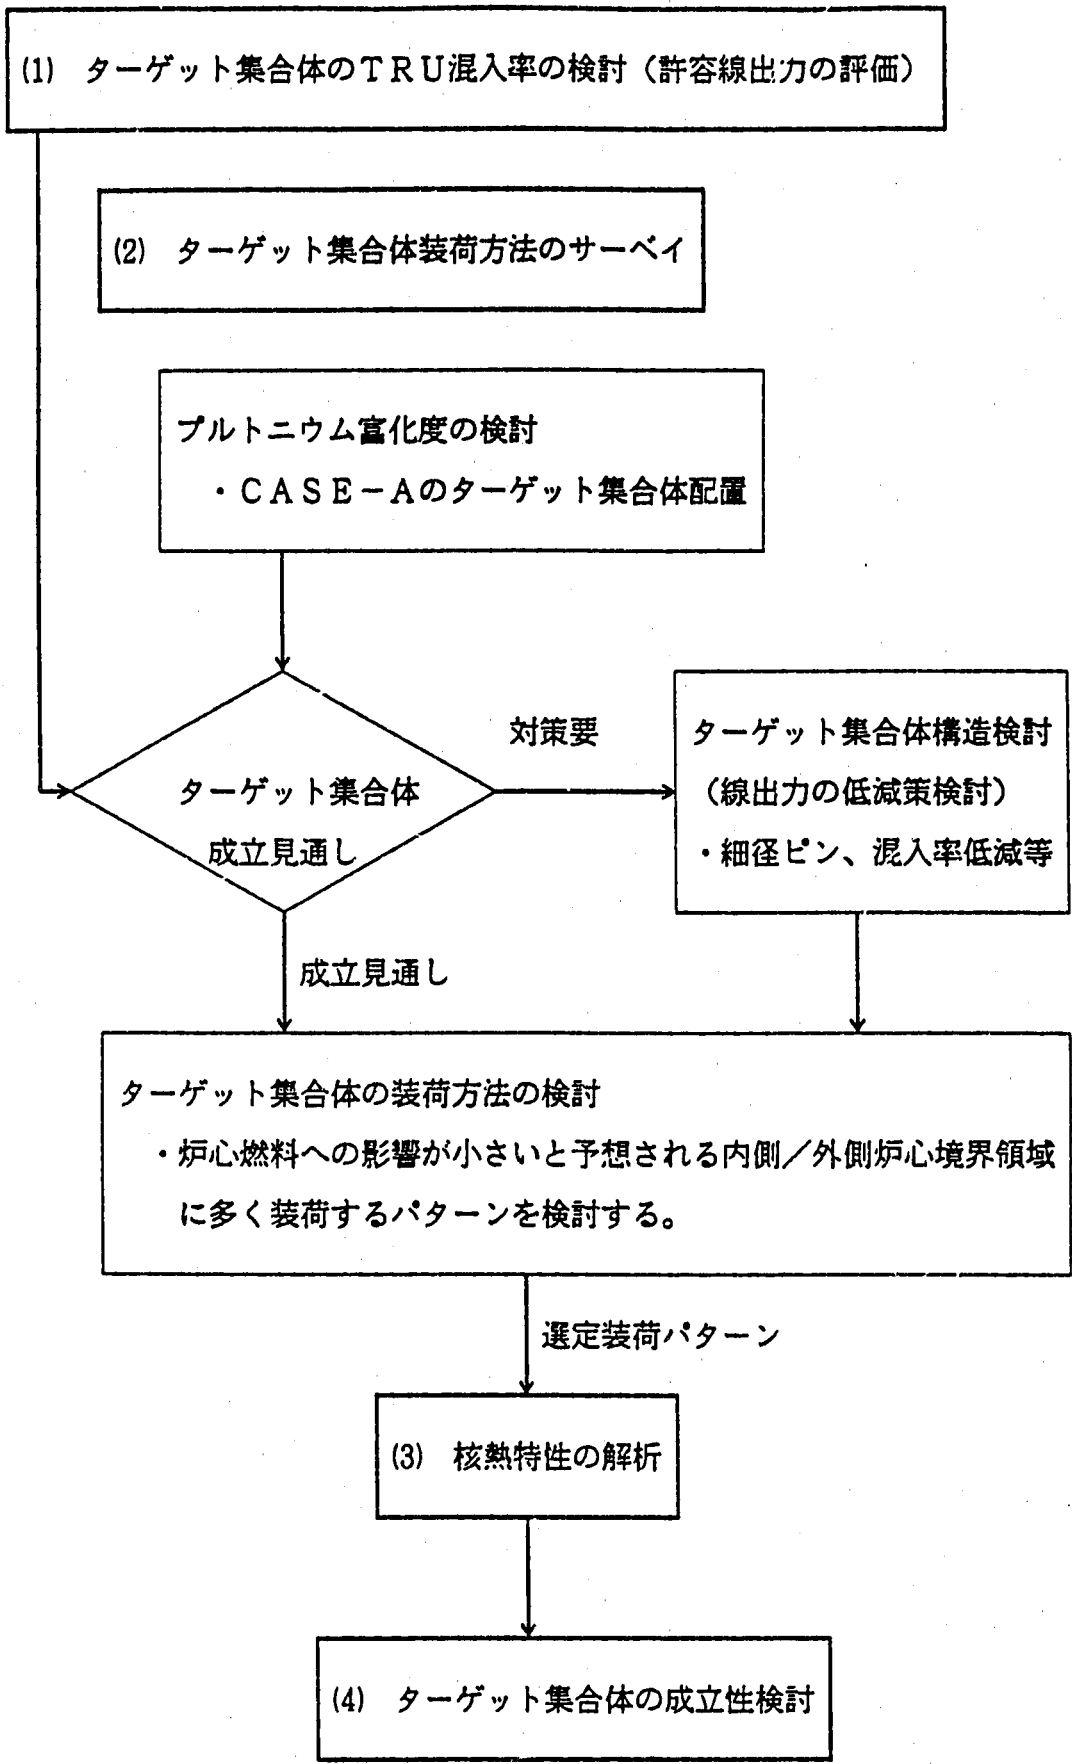 (1) ターゲット集合体のTRU混入率の検討(許容線出力の評価)
(2) ターゲット集合体装荷方法のサーベイ
プルトニウム富化度の検討
・CASE-Aのターゲット集合体配置
対策要
ターゲット集合体
成立見通し
ターゲット集合体構造検討
(線出力の低減策検討)
・細径ピン、混入率低減等
成立見通し
ターゲット集合体の装荷方法の検討
・炉心燃料への影響が小さいと予想される内側/外側炉心境界領域
に多く装荷するパターンを検討する。
選定装荷パターン
(3) 核熱特性の解析
(4) ターゲット集合体の成立性検討